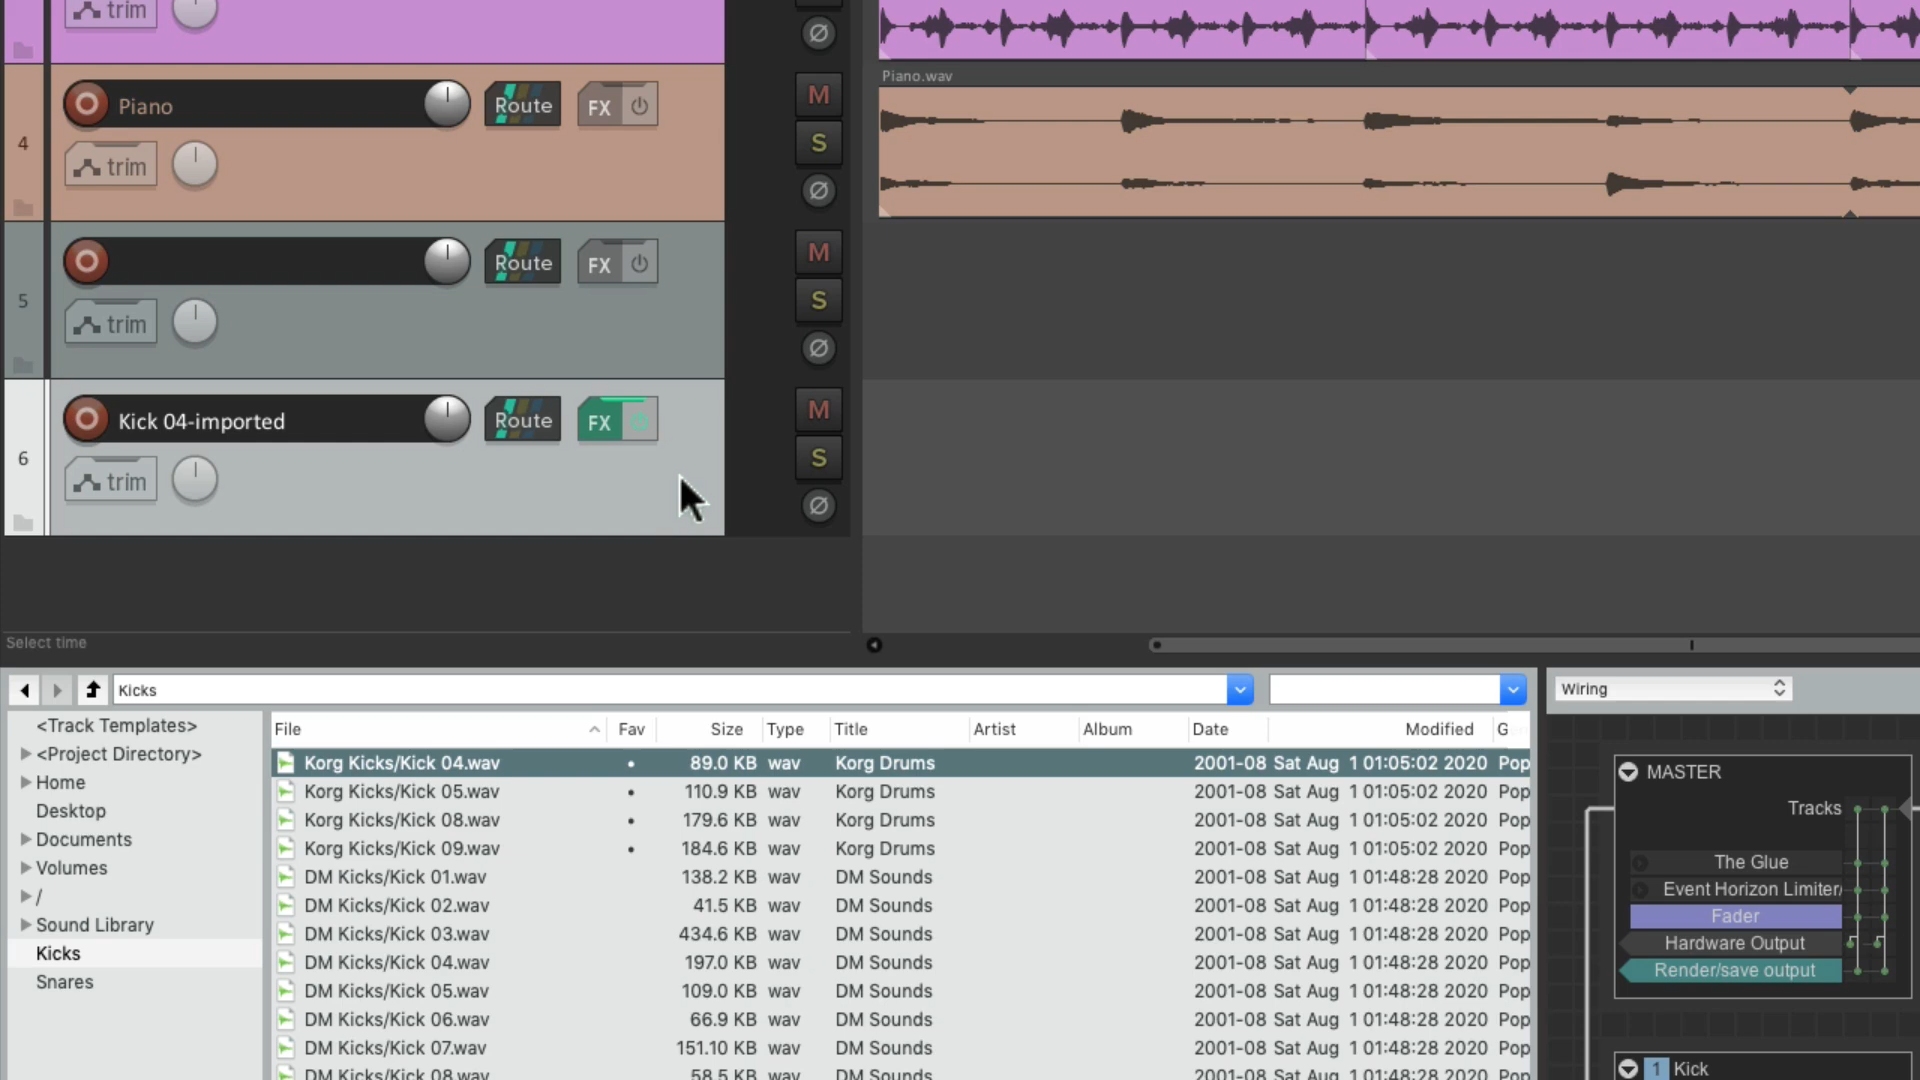 trim
Ø
Piano.wav
4
Piano
Route
FX
M
trim
S
Ø
5
Route
FX
M
trim
S
Ø
6
Kick 04-imported
Route
FX
M
trim
S
Ø
Select time
Kicks
Wiring
<Track Templates>
<Project Directory>
Home
Desktop
Documents
Volumes
/
Sound Library
Kicks
Snares
File Fav Size Type Title Artist Album Date Modified G
Korg Kicks/Kick 04.wav • 89.0 KB wav Korg Drums 2001-08 Sat Aug 1 01:05:02 2020 Pop
Korg Kicks/Kick 05.wav • 110.9 KB wav Korg Drums 2001-08 Sat Aug 1 01:05:02 2020 Pop
Korg Kicks/Kick 08.wav • 179.6 KB wav Korg Drums 2001-08 Sat Aug 1 01:05:02 2020 Pop
Korg Kicks/Kick 09.wav • 184.6 KB wav Korg Drums 2001-08 Sat Aug 1 01:05:02 2020 Pop
DM Kicks/Kick 01.wav 138.2 KB wav DM Sounds 2001-08 Sat Aug 1 01:48:28 2020 Pop
DM Kicks/Kick 02.wav 41.5 KB wav DM Sounds 2001-08 Sat Aug 1 01:48:28 2020 Pop
DM Kicks/Kick 03.wav 434.6 KB wav DM Sounds 2001-08 Sat Aug 1 01:48:28 2020 Pop
DM Kicks/Kick 04.wav 197.0 KB wav DM Sounds 2001-08 Sat Aug 1 01:48:28 2020 Pop
DM Kicks/Kick 05.wav 109.0 KB wav DM Sounds 2001-08 Sat Aug 1 01:48:28 2020 Pop
DM Kicks/Kick 06.wav 66.9 KB wav DM Sounds 2001-08 Sat Aug 1 01:48:28 2020 Pop
DM Kicks/Kick 07.wav 151.10 KB wav DM Sounds 2001-08 Sat Aug 1 01:48:28 2020 Pop
DM Kicks/Kick 08.wav 58.5 KB wav DM Sounds 2001-08 Sat Aug 1 01:48:28 2020 Pop
MASTER
Tracks
The Glue
Event Horizon Limiter/
Fader
Hardware Output
Render/save output
1 Kick